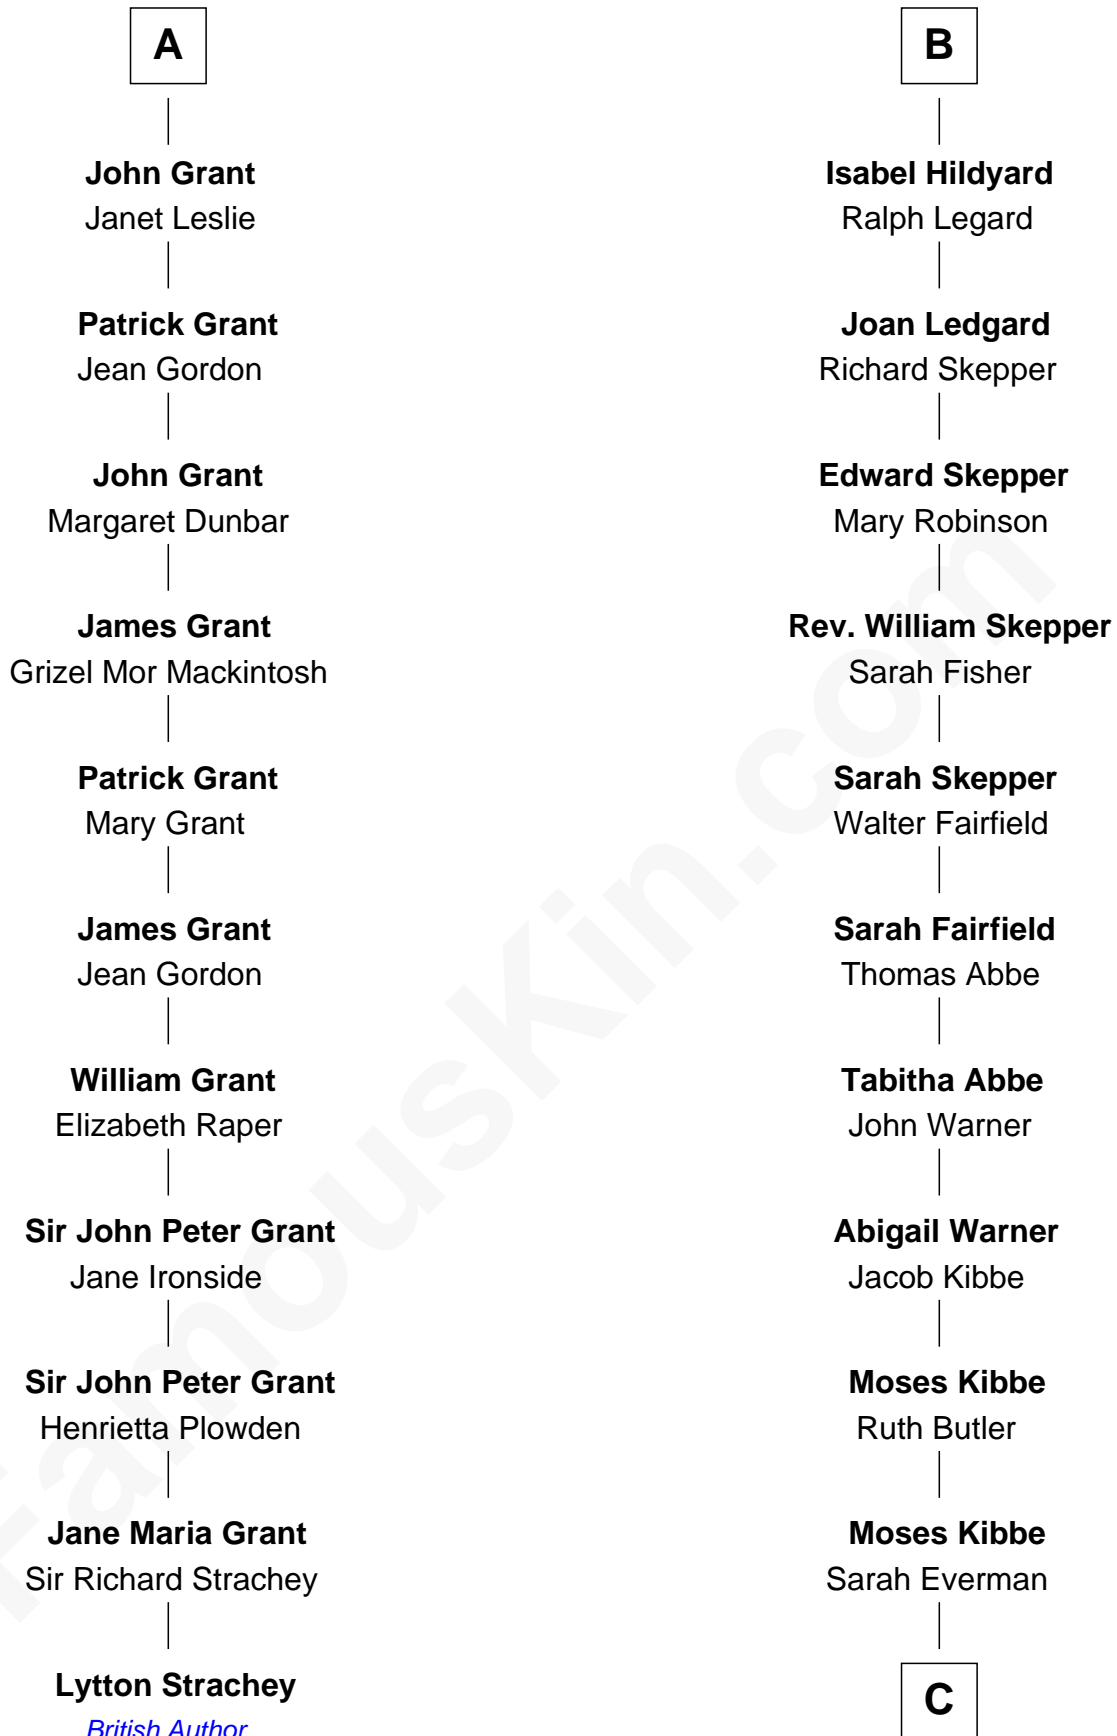 A
John Grant
Janet Leslie
Patrick Grant
Jean Gordon
John Grant
Margaret Dunbar
James Grant
Grizel Mor Mackintosh
Patrick Grant
Mary Grant
James Grant
Jean Gordon
William Grant
Elizabeth Raper
Sir John Peter Grant
Jane Ironside
Sir John Peter Grant
Henrietta Plowden
Jane Maria Grant
Sir Richard Strachey
Lytton Strachey
British Author
B
Isabel Hildyard
Ralph Legard
Joan Ledgard
Richard Skepper
Edward Skepper
Mary Robinson
Rev. William Skepper
Sarah Fisher
Sarah Skepper
Walter Fairfield
Sarah Fairfield
Thomas Abbe
Tabitha Abbe
John Warner
Abigail Warner
Jacob Kibbe
Moses Kibbe
Ruth Butler
Moses Kibbe
Sarah Everman
C
FamousKin.com